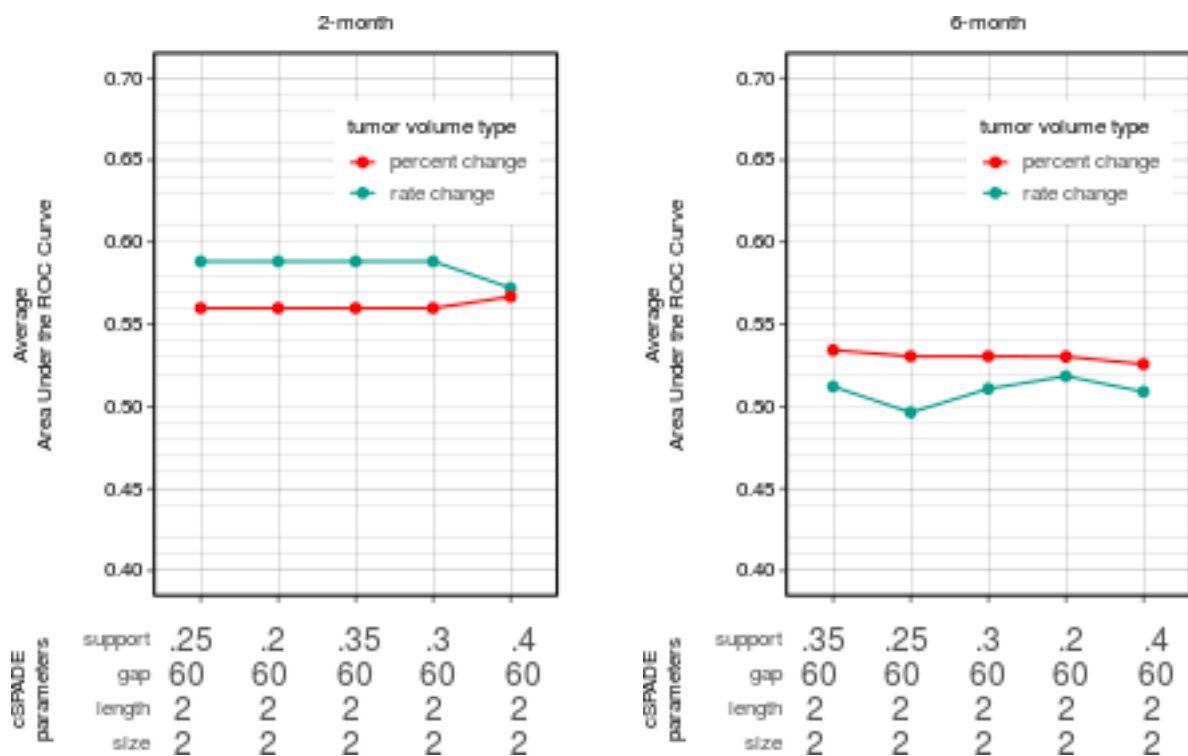 2-month
0.70
0.65
0.60
0.55
0.50
0.45
0.40
Average
Area Under the ROC Curve
tumor volume type
percent change
rate change
cSPADE
parameters
support .25 .2 .35 .3 .4
gap 60 60 60 60 60
length 2 2 2 2 2
size 2 2 2 2 2
6-month
0.70
0.65
0.60
0.55
0.50
0.45
0.40
Average
Area Under the ROC Curve
tumor volume type
percent change
rate change
cSPADE
parameters
support .35 .25 .3 .2 .4
gap 60 60 60 60 60
length 2 2 2 2 2
size 2 2 2 2 2